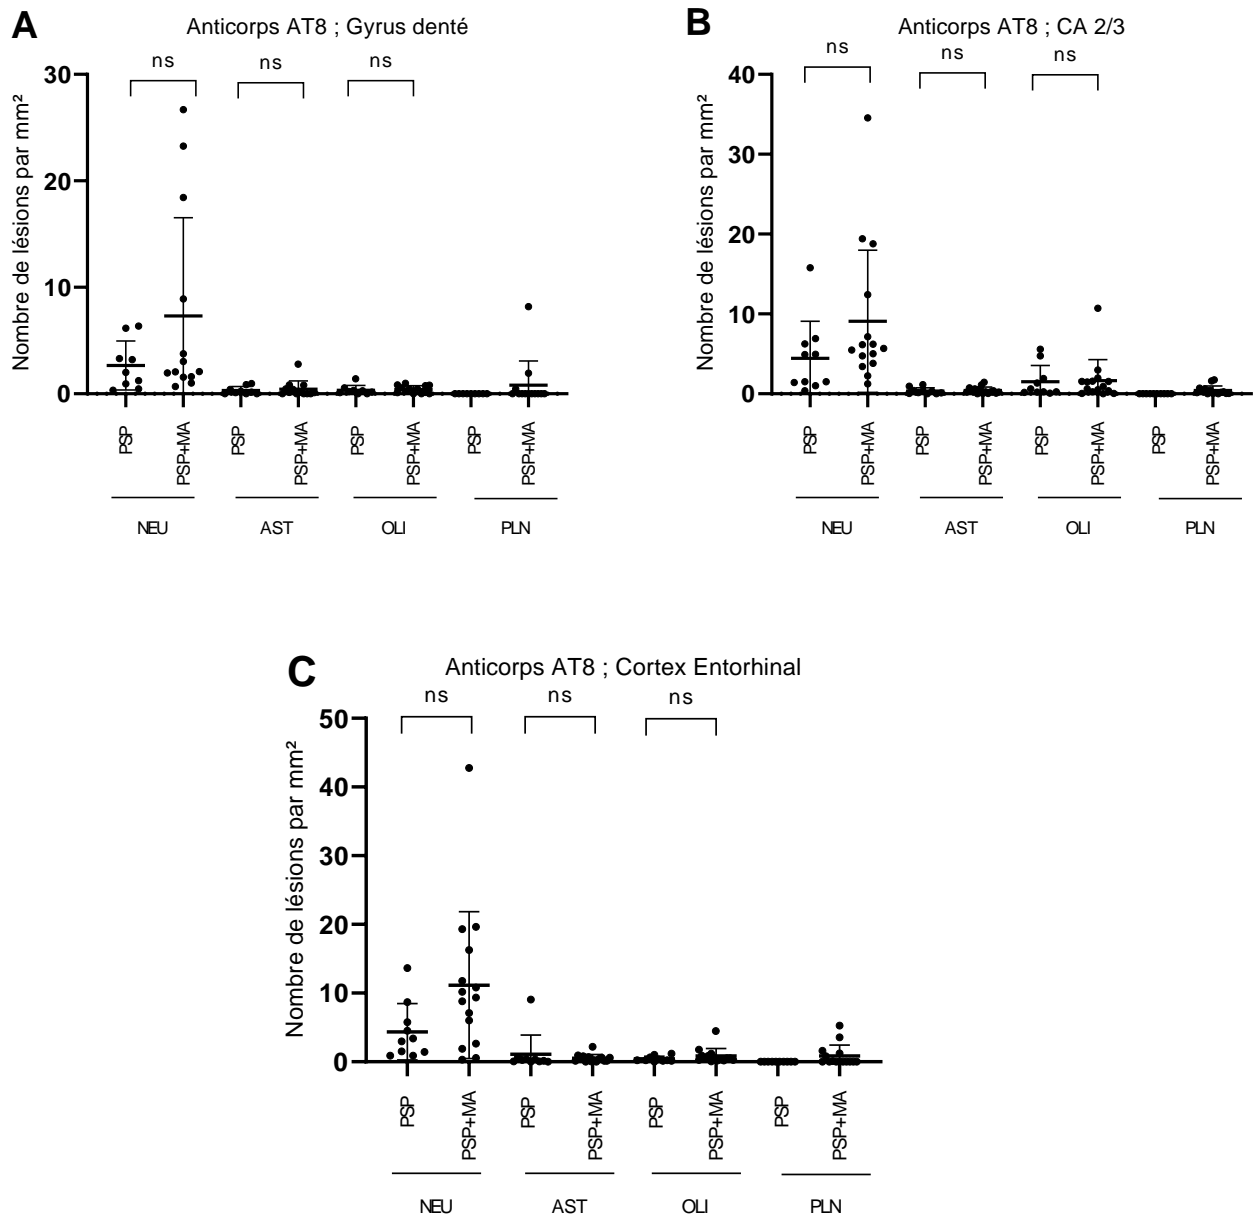 A
Anticorps AT8 ; Gyrus denté
ns ns ns
Nombre de lésions par mm²
30
20
10
0
PSP PSP+MA PSP PSP+MA PSP PSP+MA PSP PSP+MA
NEU AST OLI PLN
B
Anticorps AT8 ; CA 2/3
ns ns ns
Nombre de lésions par mm²
40
30
20
10
0
PSP PSP+MA PSP PSP+MA PSP PSP+MA PSP PSP+MA
NEU AST OLI PLN
C
Anticorps AT8 ; Cortex Entorhinal
ns ns ns
Nombre de lésions par mm²
50
40
30
20
10
0
PSP PSP+MA PSP PSP+MA PSP PSP+MA PSP PSP+MA
NEU AST OLI PLN